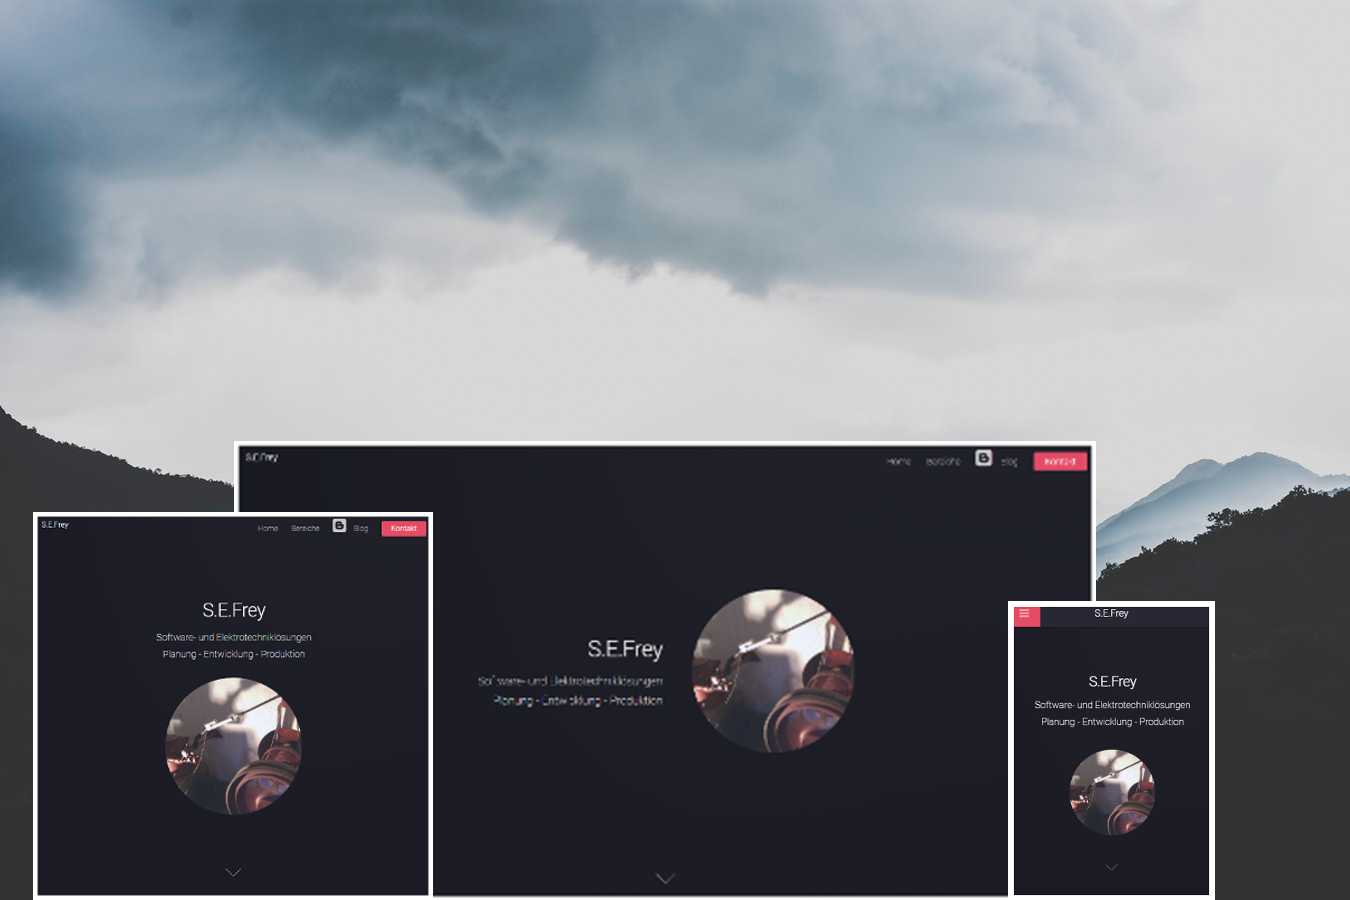 S.E.Frey
Home Bereiche Blog Kontakt
S.E.Frey
Software- und Elektrotechniklösungen
Planung - Entwicklung - Produktion
S.E.Frey
Home Bereiche Blog Kontakt
S.E.Frey
Software- und Elektrotechniklösungen
Planung - Entwicklung - Produktion
S.E.Frey
S.E.Frey
Software- und Elektrotechniklösungen
Planung - Entwicklung - Produktion